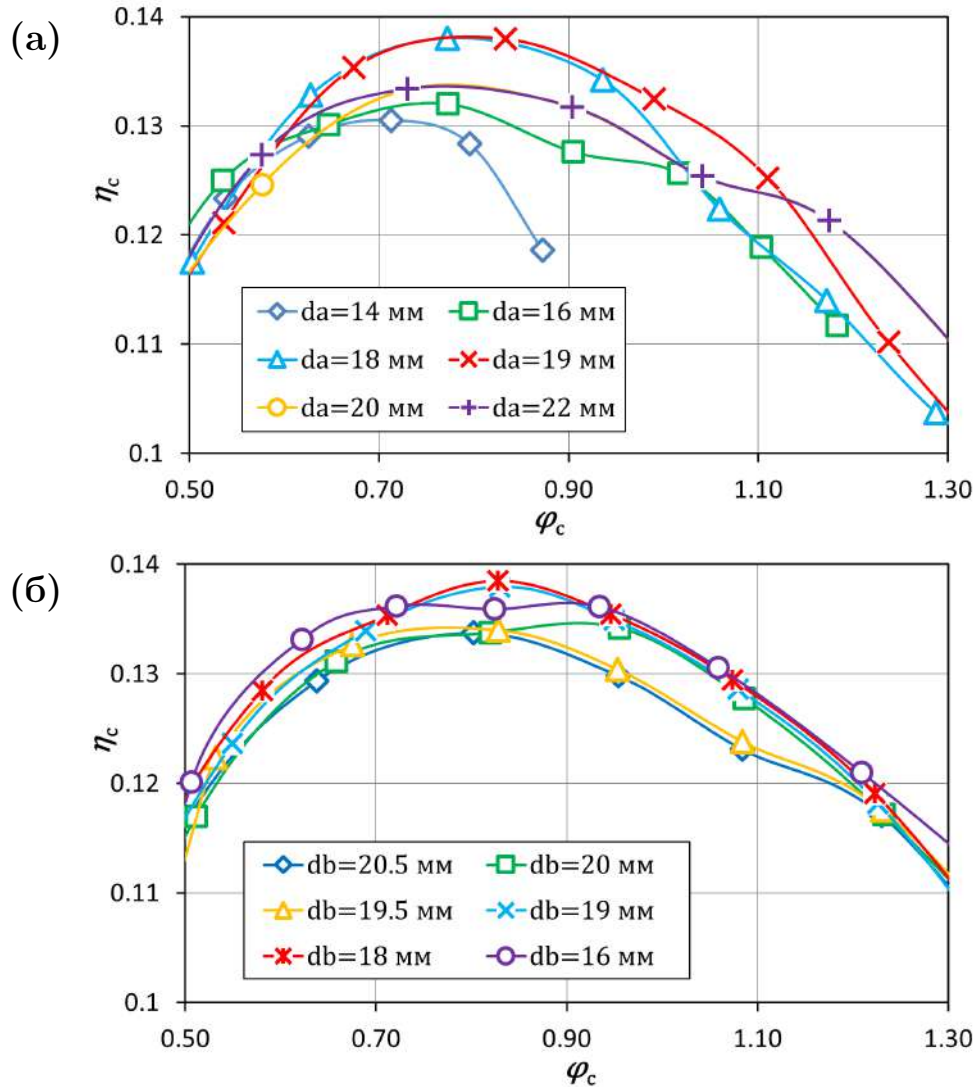 (а)
0.14
0.13
0.12
0.11
0.1
ηc
da=14 мм
da=16 мм
da=18 мм
da=19 мм
da=20 мм
da=22 мм
0.50 0.70 0.90 1.10 1.30
φc
(б)
0.14
0.13
0.12
0.11
0.1
ηc
db=20.5 мм
db=20 мм
db=19.5 мм
db=19 мм
db=18 мм
db=16 мм
0.50 0.70 0.90 1.10 1.30
φc